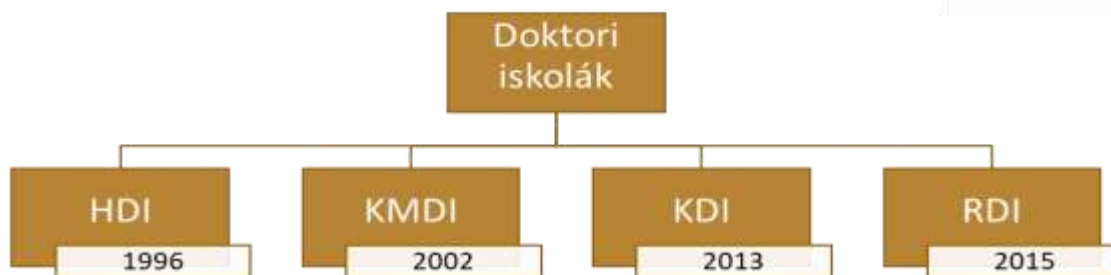 Doktori
iskolák
HDI
KMDI
KDI
RDI
1996
2002
2013
2015